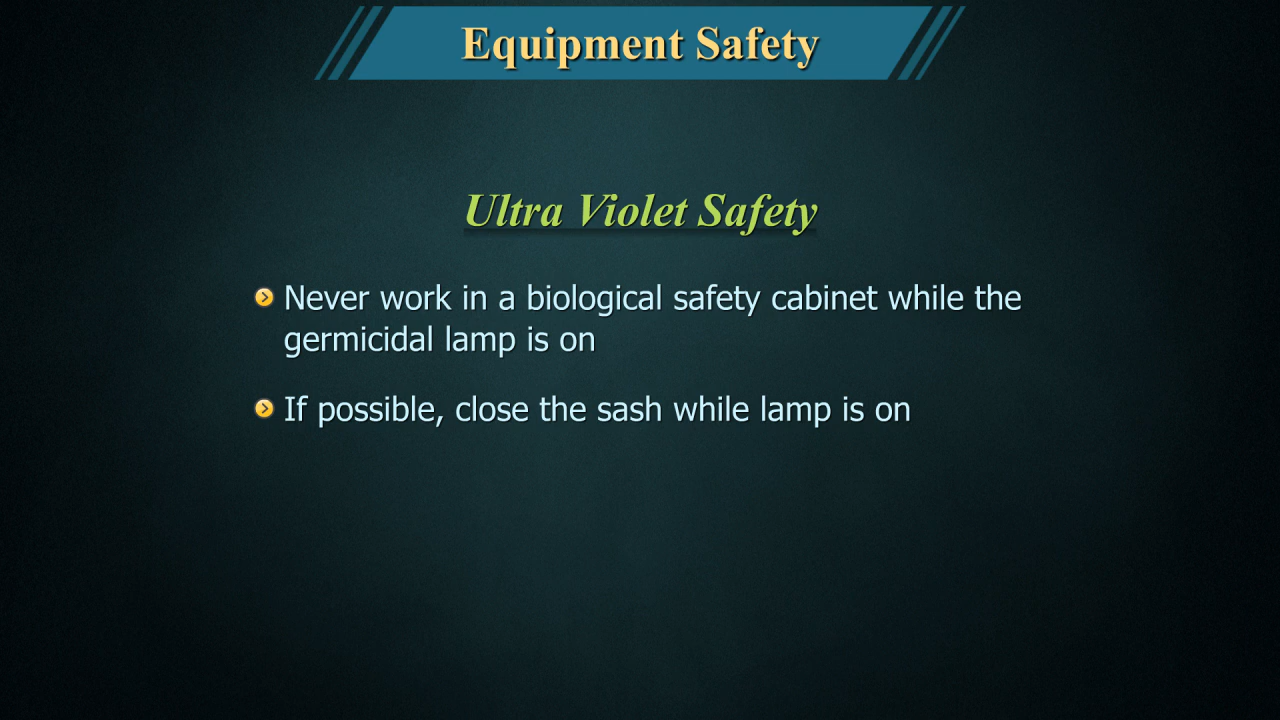 Equipment Safety
Ultra Violet Safety
Never work in a biological safety cabinet while the
germicidal lamp is on
If possible, close the sash while lamp is on